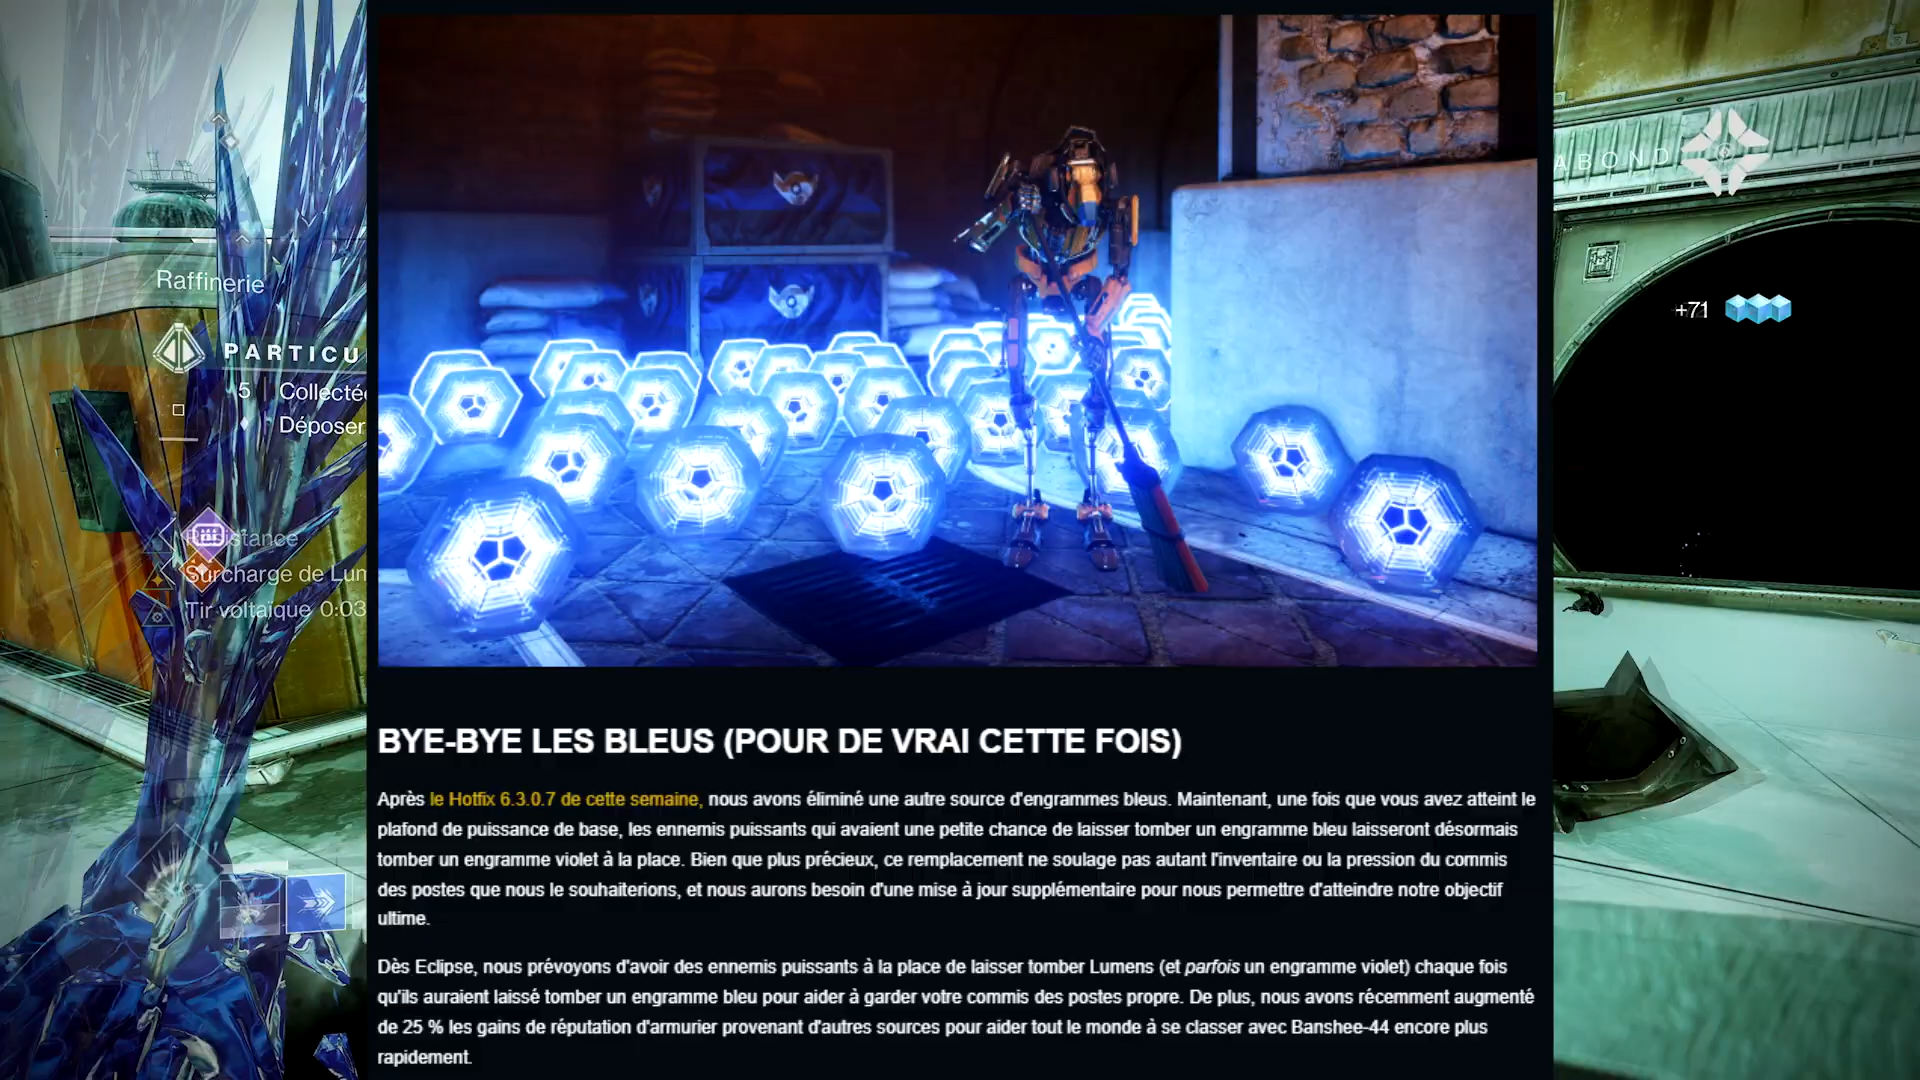 ABOND
Raffinerie
+71
PARTICU
5 Collectée
Déposer
Résistance
Surcharge de Lum
Tir voltaïque 0:03
BYE-BYE LES BLEUS (POUR DE VRAI CETTE FOIS)
Après le Hotfix 6.3.0.7 de cette semaine, nous avons éliminé une autre source d'engrammes bleus. Maintenant, une fois que vous avez atteint le
plafond de puissance de base, les ennemis puissants qui avaient une petite chance de laisser tomber un engramme bleu laisseront désormais
tomber un engramme violet à la place. Bien que plus précieux, ce remplacement ne soulage pas autant l'inventaire ou la pression du commis
des postes que nous le souhaiterions, et nous aurons besoin d'une mise à jour supplémentaire pour nous permettre d'atteindre notre objectif
ultime.
Dès Eclipse, nous prévoyons d'avoir des ennemis puissants à la place de laisser tomber Lumens (et parfois un engramme violet) chaque fois
qu'ils auraient laissé tomber un engramme bleu pour aider à garder votre commis des postes propre. De plus, nous avons récemment augmenté
de 25 % les gains de réputation d'armurier provenant d'autres sources pour aider tout le monde à se classer avec Banshee-44 encore plus
rapidement.